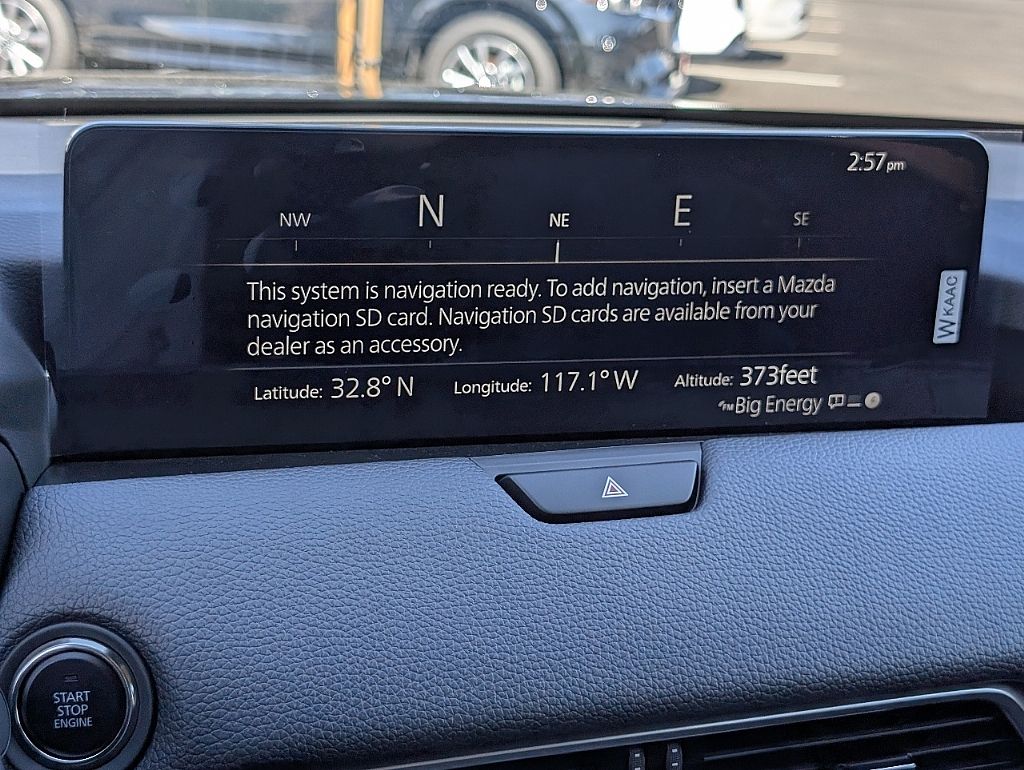 2:57pm
NW N NE E SE
This system is navigation ready. To add navigation, insert a Mazda
navigation SD card. Navigation SD cards are available from your
dealer as an accessory.
Latitude: 32.8° N Longitude: 117.1° W Altitude: 373feet
FM Big Energy
W KAAC
START
STOP
ENGINE